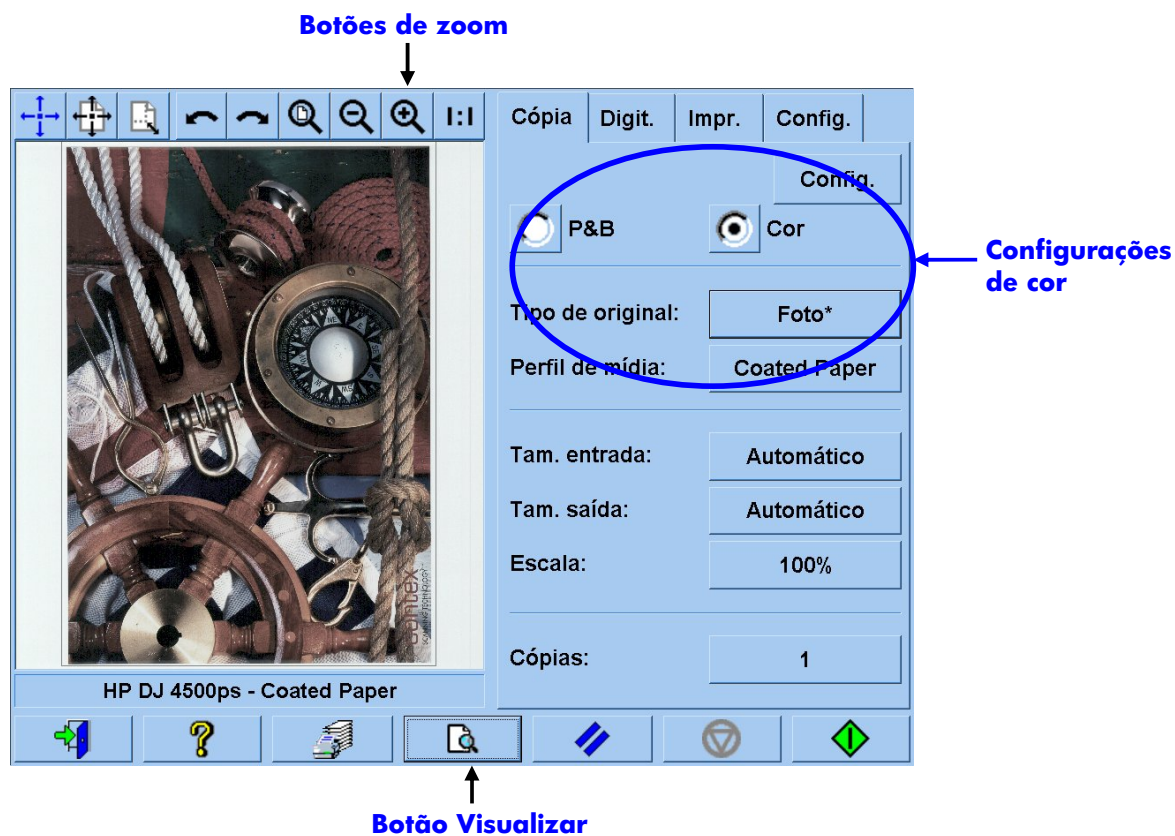 Botões de zoom
1:1
Cópia Digit. Impr. Config.
Config.
P&B Cor
Configurações
de cor
Tipo de original: Foto*
Perfil de mídia: Coated Paper
Tam. entrada: Automático
Tam. saída: Automático
Escala: 100%
Cópias: 1
contex
HP DJ 4500ps - Coated Paper
Botão Visualizar